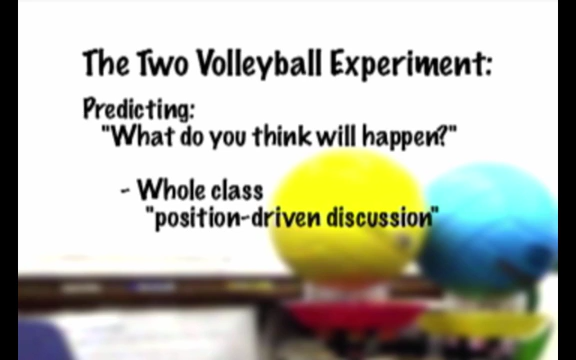 The Two Volleyball Experiment:
Predicting:
"What do you think will happen?"
- Whole class
"position-driven discussion"